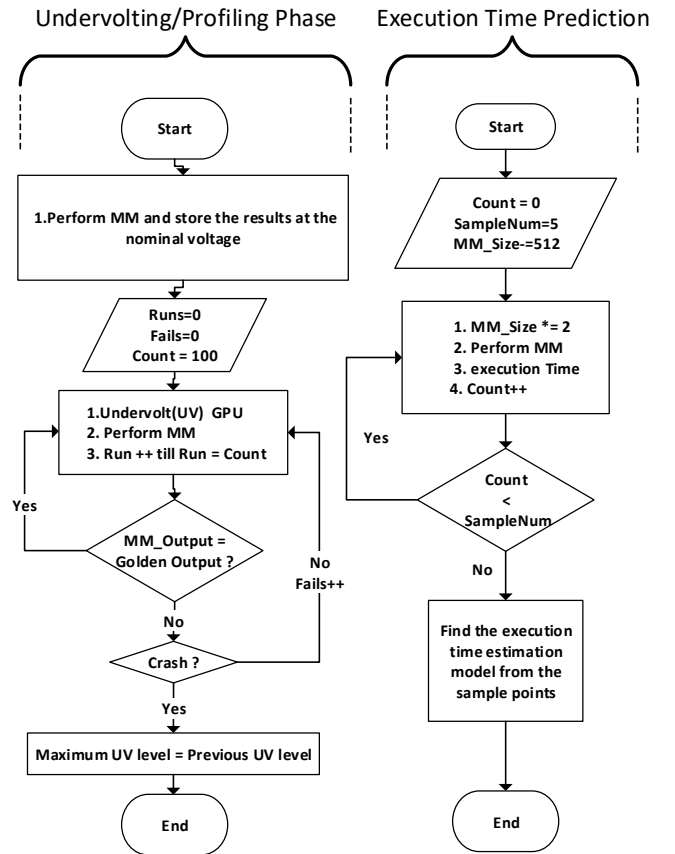 Undervolting/Profiling Phase
Start
1.Perform MM and store the results at the
nominal voltage
Runs=0
Fails=0
Count = 100
1.Undervolt(UV) GPU
2. Perform MM
3. Run ++ till Run = Count
Yes
MM_Output =
Golden Output ?
No
Fails++
No
Crash ?
Yes
Maximum UV level = Previous UV level
End
Execution Time Prediction
Start
Count = 0
SampleNum=5
MM_Size-=512
1. MM_Size *= 2
2. Perform MM
3. execution Time
4. Count++
Yes
Count
<
SampleNum
No
Find the execution
time estimation
model from the
sample points
End